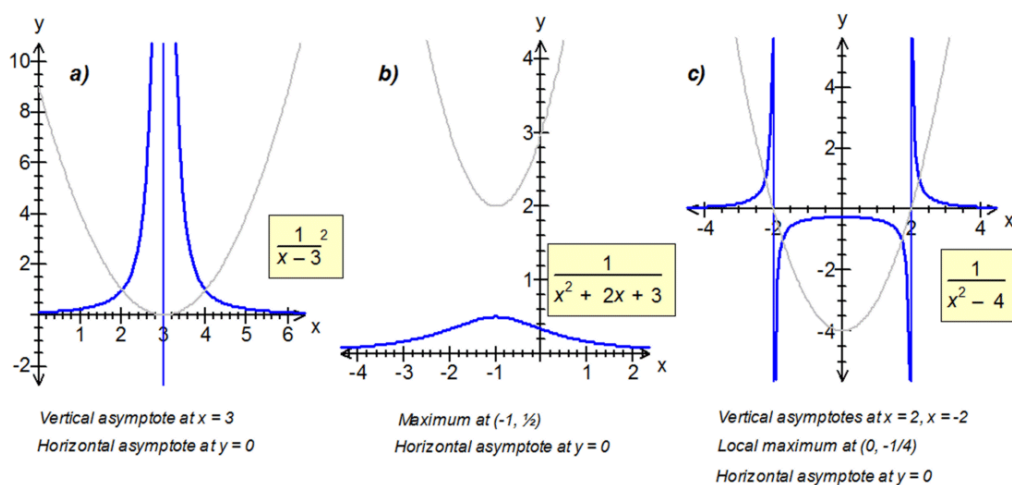 a)
y
10
8
6
4
2
-2
1 2 3 4 5 6
x
1
x – 3
2
b)
y
4
3
2
1
-4 -3 -2 -1 1 2
x
1
x² + 2x + 3
c)
y
4
2
-2
-4
-4 -2 2 4
x
1
x² – 4
Vertical asymptote at x = 3
Horizontal asymptote at y = 0
Maximum at (-1, ½)
Horizontal asymptote at y = 0
Vertical asymptotes at x = 2, x = -2
Local maximum at (0, -1/4)
Horizontal asymptote at y = 0